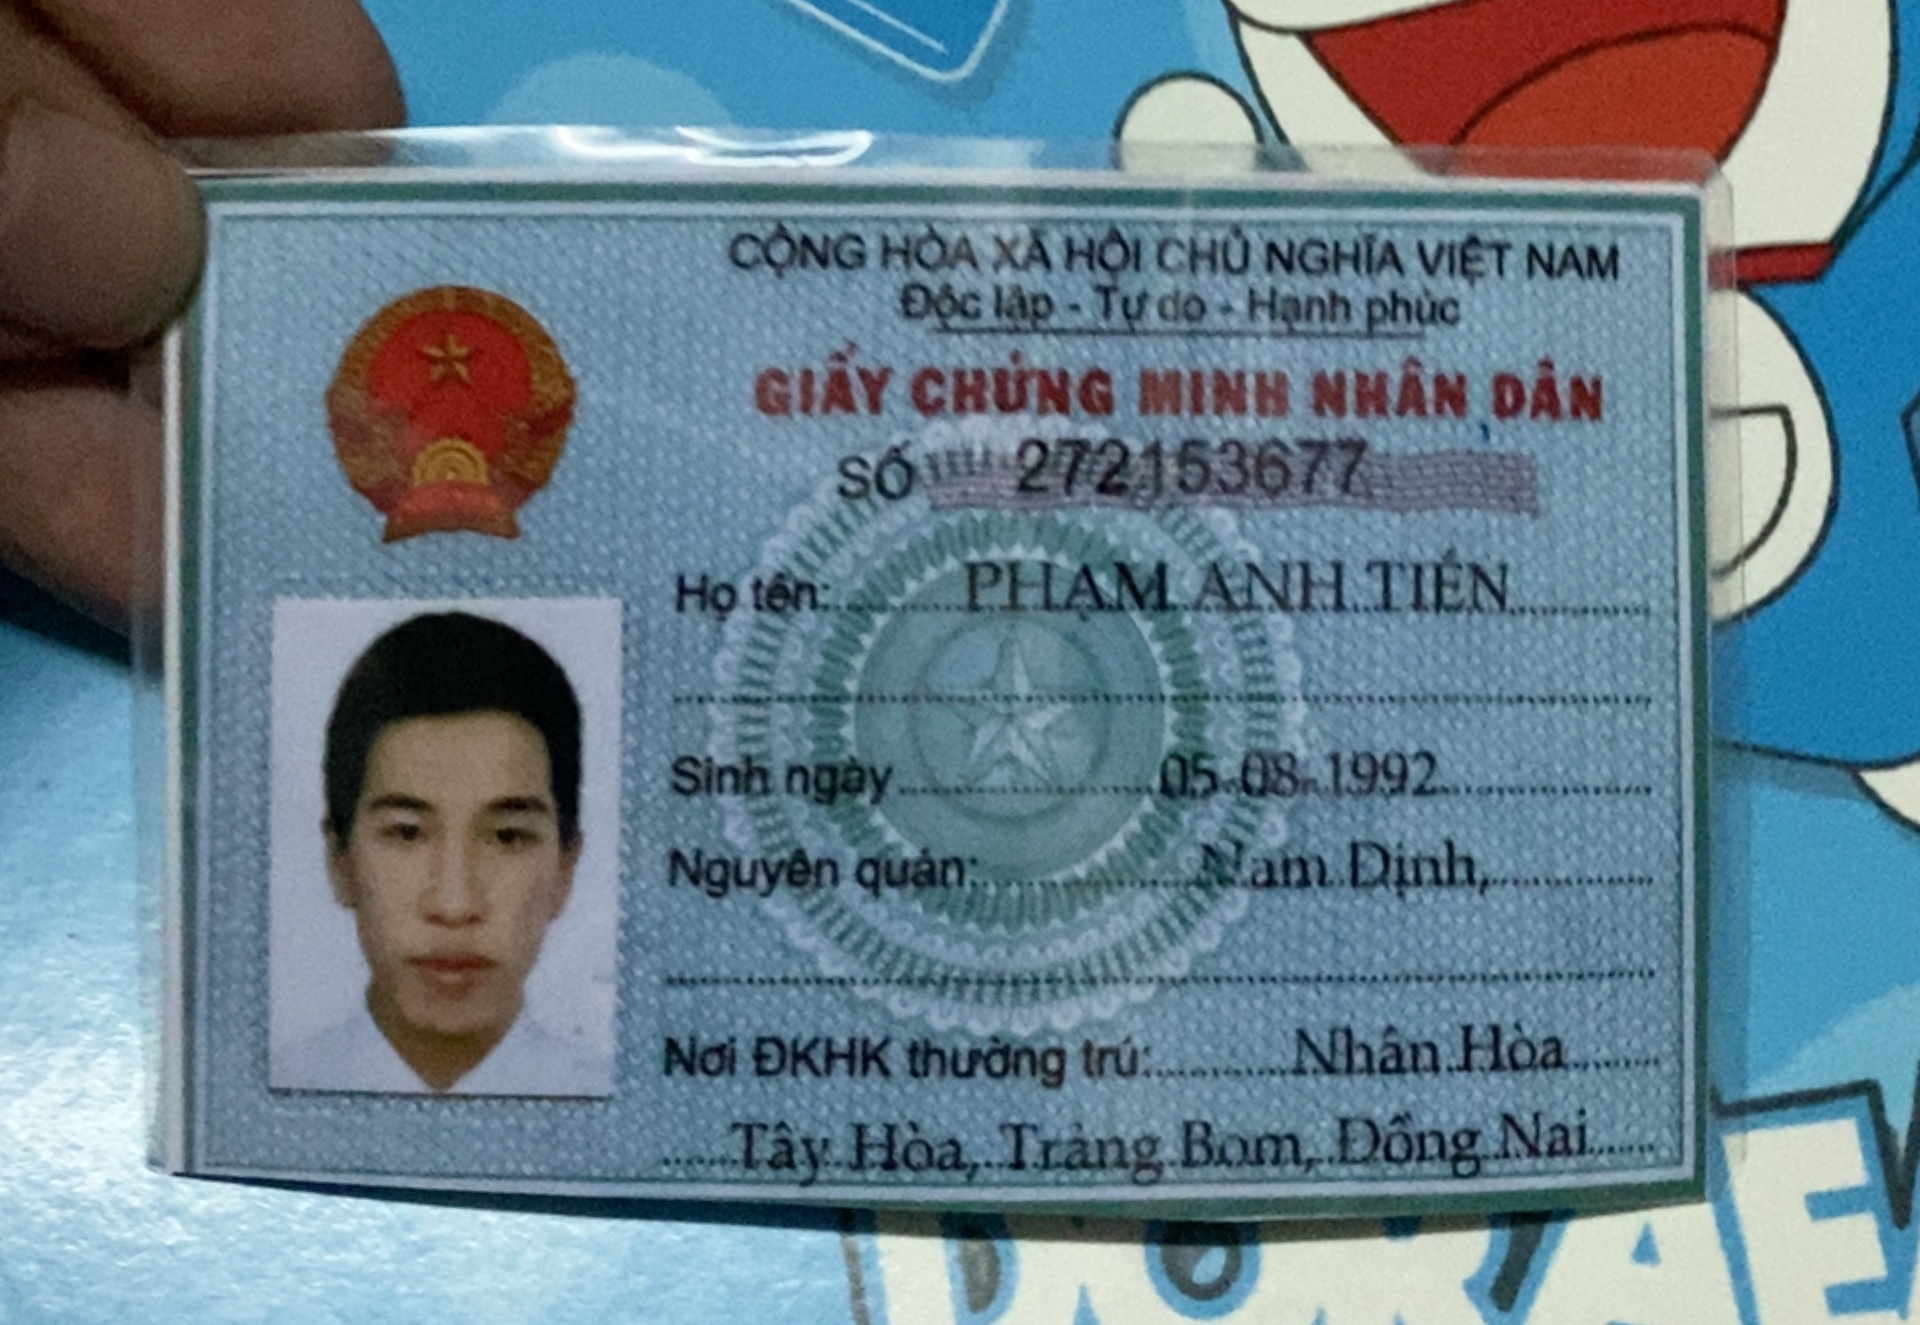 CỘNG HÒA XÃ HỘI CHỦ NGHĨA VIỆT NAM
Độc lập - Tự do - Hạnh phúc
GIẤY CHỨNG MINH NHÂN DÂN
SỐ 272153677
Họ tên: PHẠM ANH TIẾN
Sinh ngày 05-08-1992
Nguyên quán: Nam Định,
Nơi ĐKHK thường trú: Nhân Hòa
Tây Hòa, Trảng Bom, Đồng Nai
DORAE